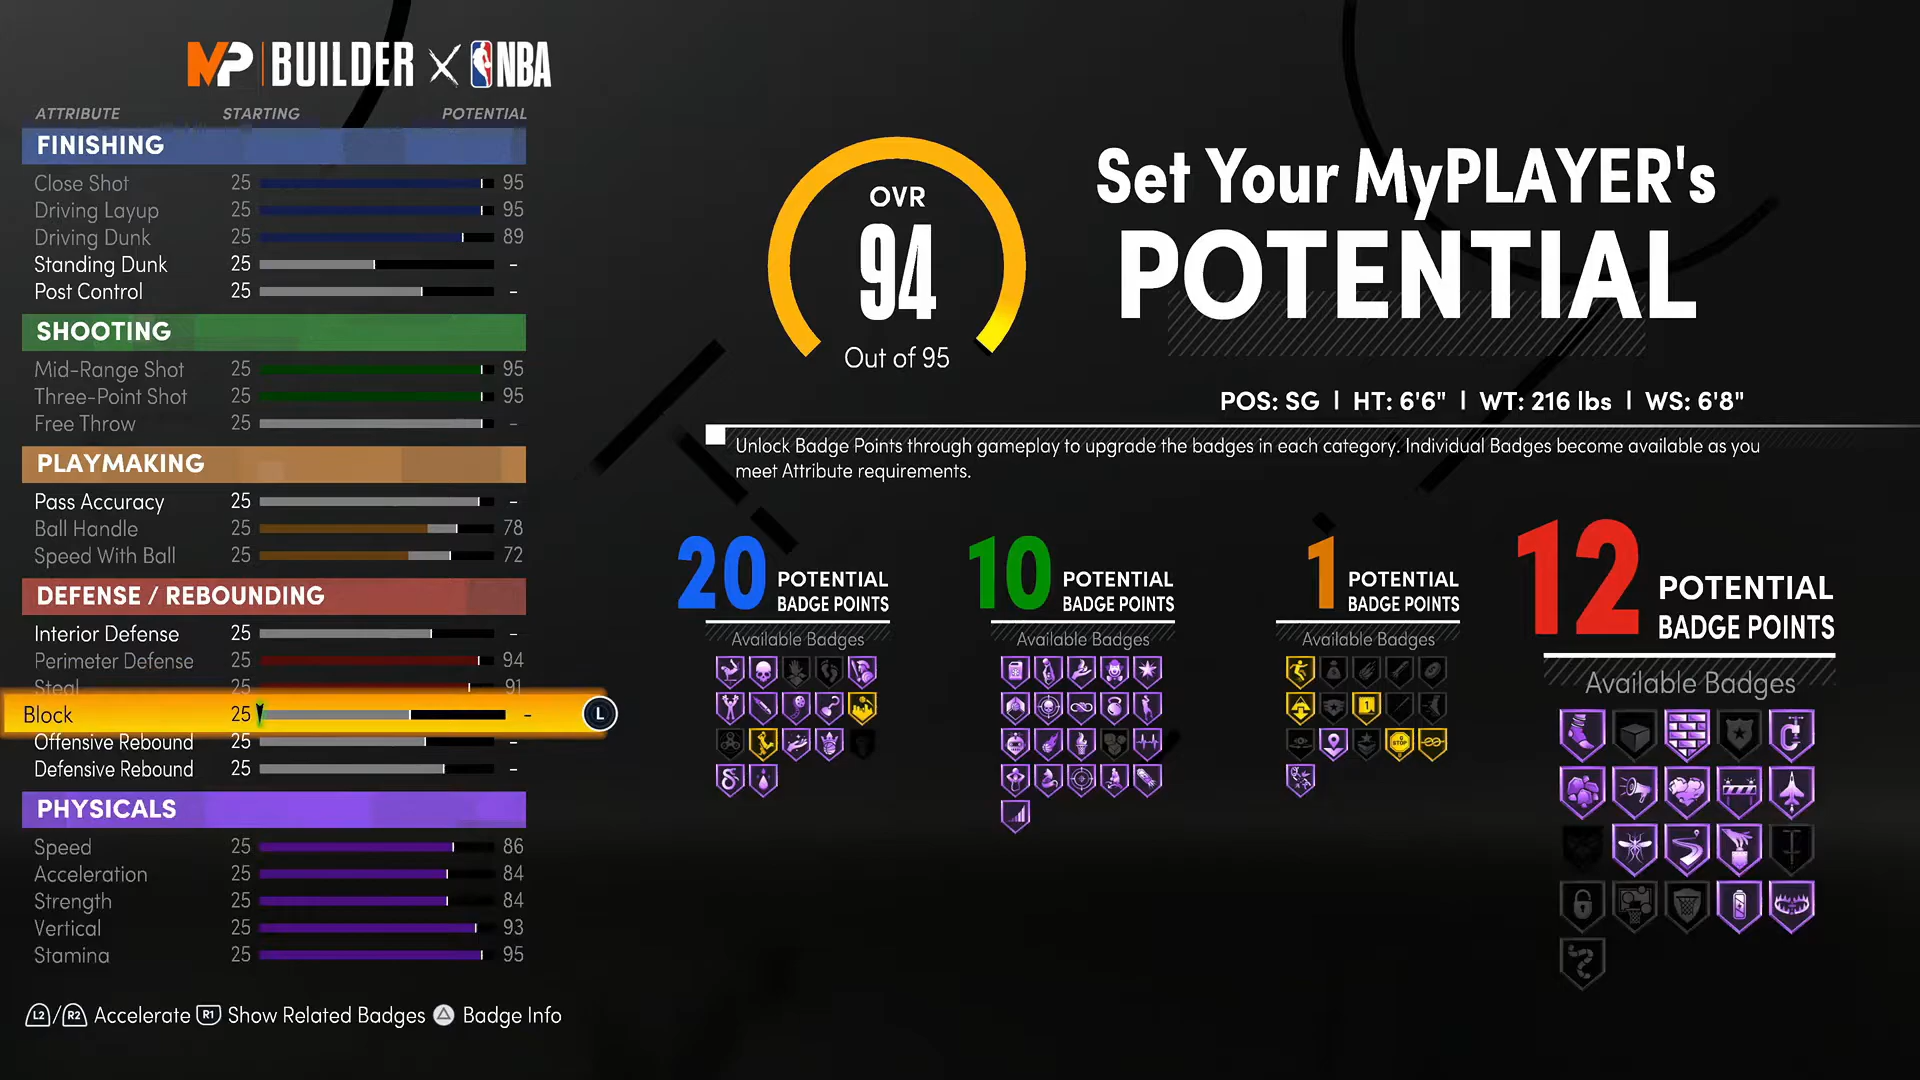 MP | BUILDER X NBA
ATTRIBUTE STARTING POTENTIAL
FINISHING
Close Shot 25 95
Driving Layup 25 95
Driving Dunk 25 89
Standing Dunk 25 -
Post Control 25 -
SHOOTING
Mid-Range Shot 25 95
Three-Point Shot 25 95
Free Throw 25 -
PLAYMAKING
Pass Accuracy 25 -
Ball Handle 25 78
Speed With Ball 25 72
DEFENSE / REBOUNDING
Interior Defense 25 -
Perimeter Defense 25 94
Steal 25 91
Block 25 - L
Offensive Rebound 25 -
Defensive Rebound 25 -
PHYSICALS
Speed 25 86
Acceleration 25 84
Strength 25 84
Vertical 25 93
Stamina 25 95
L2/R2 Accelerate R1 Show Related Badges Badge Info
OVR
94
Out of 95
Set Your MyPLAYER's
POTENTIAL
POS: SG | HT: 6'6" | WT: 216 lbs | WS: 6'8"
Unlock Badge Points through gameplay to upgrade the badges in each category. Individual Badges become available as you
meet Attribute requirements.
20 POTENTIAL
BADGE POINTS
Available Badges
10 POTENTIAL
BADGE POINTS
Available Badges
1 POTENTIAL
BADGE POINTS
Available Badges
1
STOP
12 POTENTIAL
BADGE POINTS
Available Badges